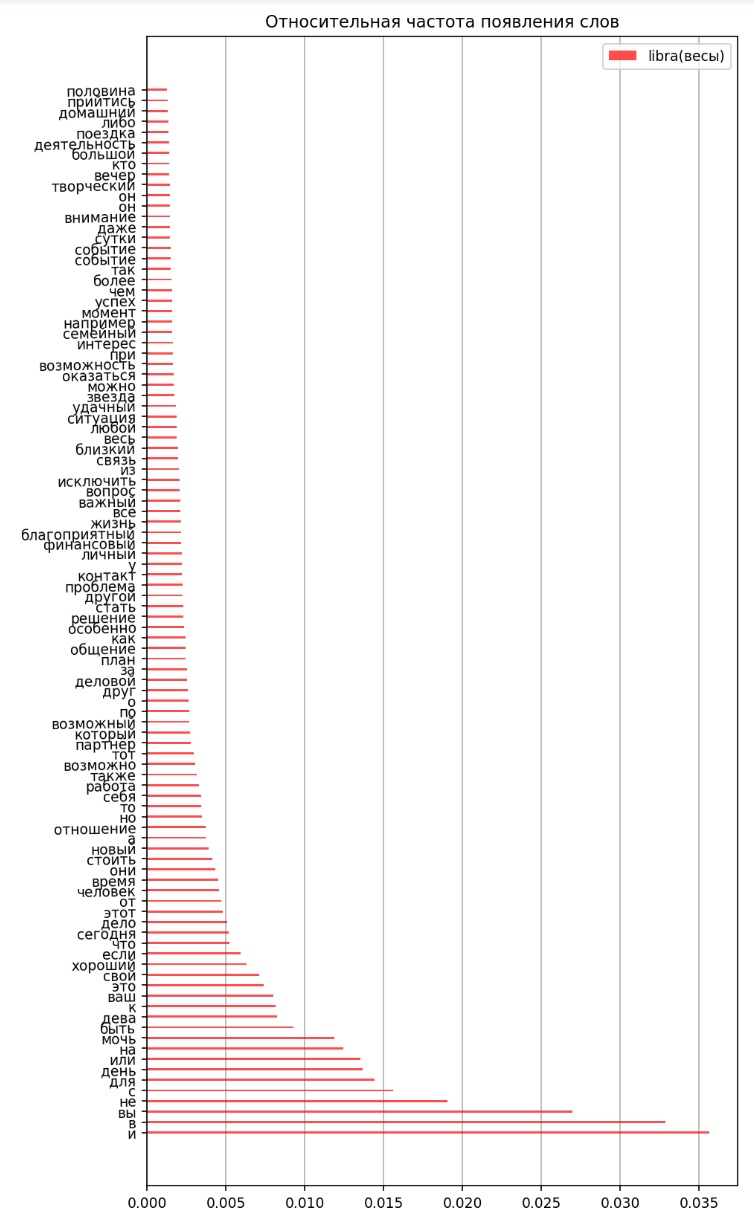 Относительная частота появления слов
libra(весы)
половина
прийтись
домашний
либо
поездка
деятельность
большой
кто
вечер
творческий
он
он
внимание
даже
сутки
событие
событие
так
более
чем
успех
момент
например
семейный
интерес
при
возможность
оказаться
можно
звезда
удачный
ситуация
любой
весь
близкий
связь
из
исключить
вопрос
важный
все
жизнь
благоприятный
финансовый
личный
у
контакт
проблема
другой
стать
решение
особенно
как
общение
план
за
деловой
друг
о
по
возможный
который
партнер
тот
возможно
также
работа
себя
то
но
отношение
а
новый
стоить
они
время
человек
от
этот
дело
сегодня
что
если
хороший
свой
это
ваш
к
дева
быть
мочь
на
или
день
для
с
не
вы
в
и
0.000 0.005 0.010 0.015 0.020 0.025 0.030 0.035